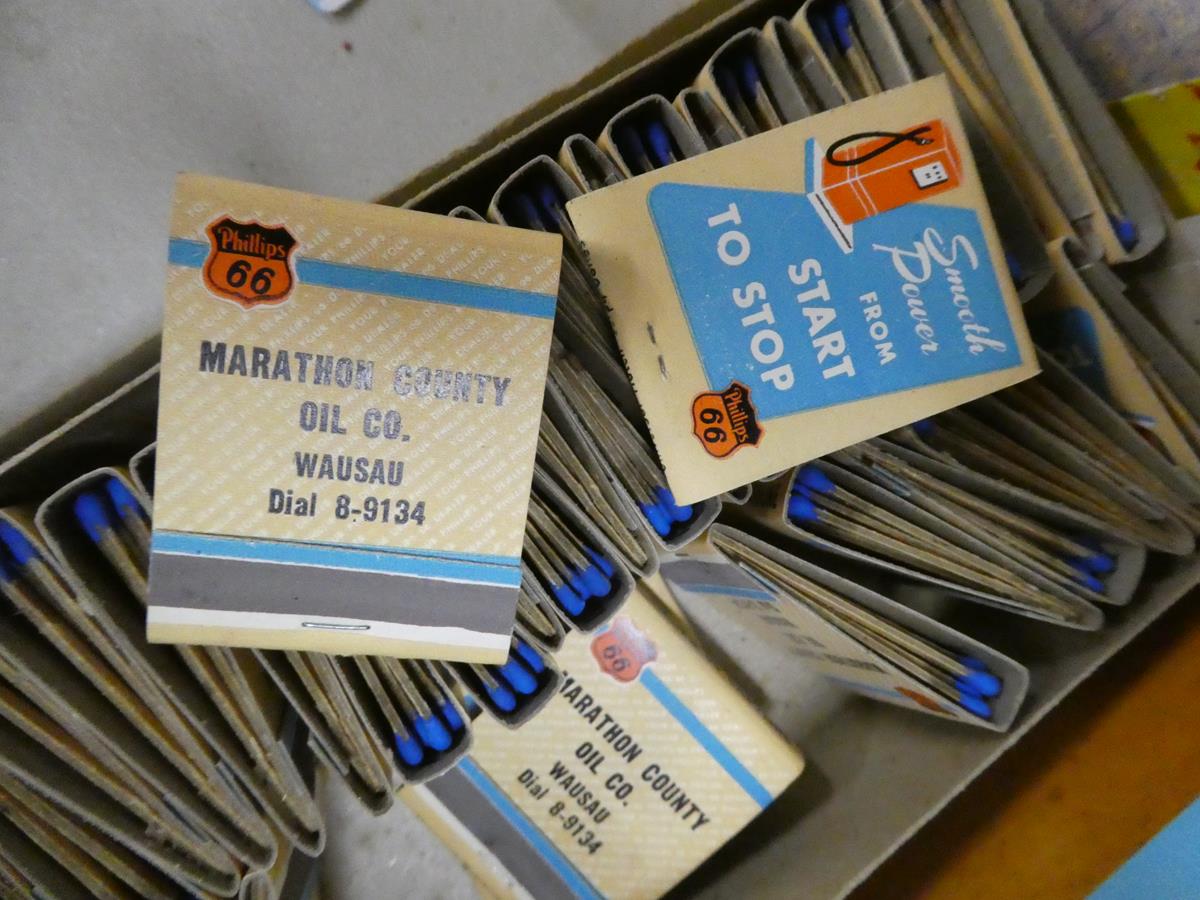 Phillips
66
MARATHON COUNTY
OIL CO.
WAUSAU
Dial 8-9134
Smooth
Power
FROM
START
TO STOP
Phillips
66
66
MARATHON COUNTY
OIL CO.
WAUSAU
Dial 8-9134